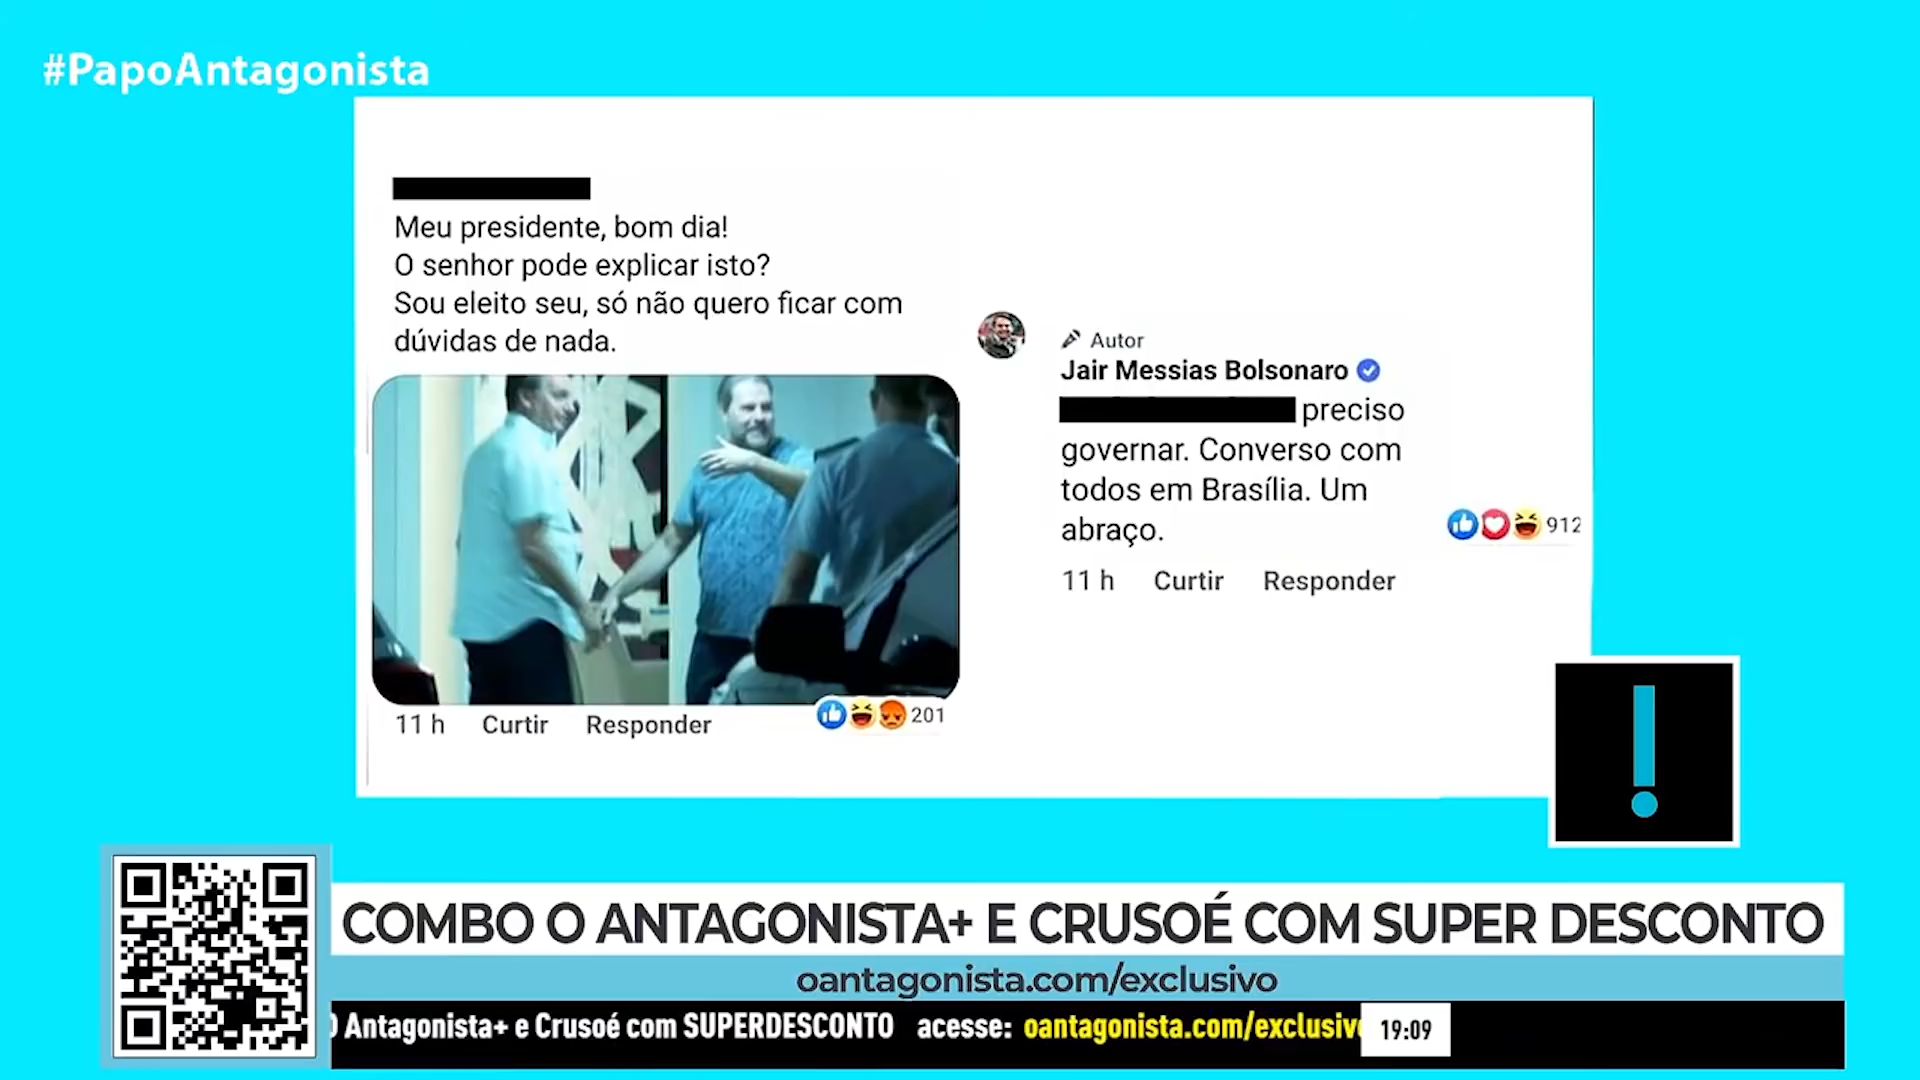 #PapoAntagonista
Meu presidente, bom dia!
O senhor pode explicar isto?
Sou eleito seu, só não quero ficar com
dúvidas de nada.
11 h Curtir Responder
201
Autor
Jair Messias Bolsonaro
preciso
governar. Converso com
todos em Brasília. Um
abraço.
912
11 h Curtir Responder
COMBO O ANTAGONISTA+ E CRUSOÉ COM SUPER DESCONTO
oantagonista.com/exclusivo
Antagonista+ e Crusoé com SUPERDESCONTO acesse: oantagonista.com/exclusiv
19:09